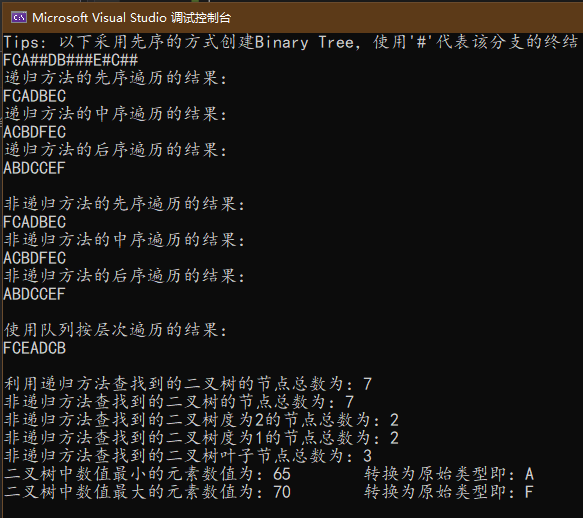 Microsoft Visual Studio 调试控制台
Tips: 以下采用先序的方式创建Binary Tree, 使用'#'代表该分支的终结
FCA##DB###E#C##
递归方法的先序遍历的结果:
FCADBEC
递归方法的中序遍历的结果:
ACBDFEC
递归方法的后序遍历的结果:
ABDCCEF
非递归方法的先序遍历的结果:
FCADBEC
非递归方法的中序遍历的结果:
ACBDFEC
非递归方法的后序遍历的结果:
ABDCCEF
使用队列按层次遍历的结果:
FCEADCB
利用递归方法查找到的二叉树的节点总数为: 7
非递归方法查找到的二叉树的节点总数为: 7
非递归方法查找到的二叉树度为2的节点总数为: 2
非递归方法查找到的二叉树度为1的节点总数为: 2
非递归方法查找到的二叉树叶子节点总数为: 3
二叉树中数值最小的元素数值为: 65 转换为原始类型即: A
二叉树中数值最大的元素数值为: 70 转换为原始类型即: F